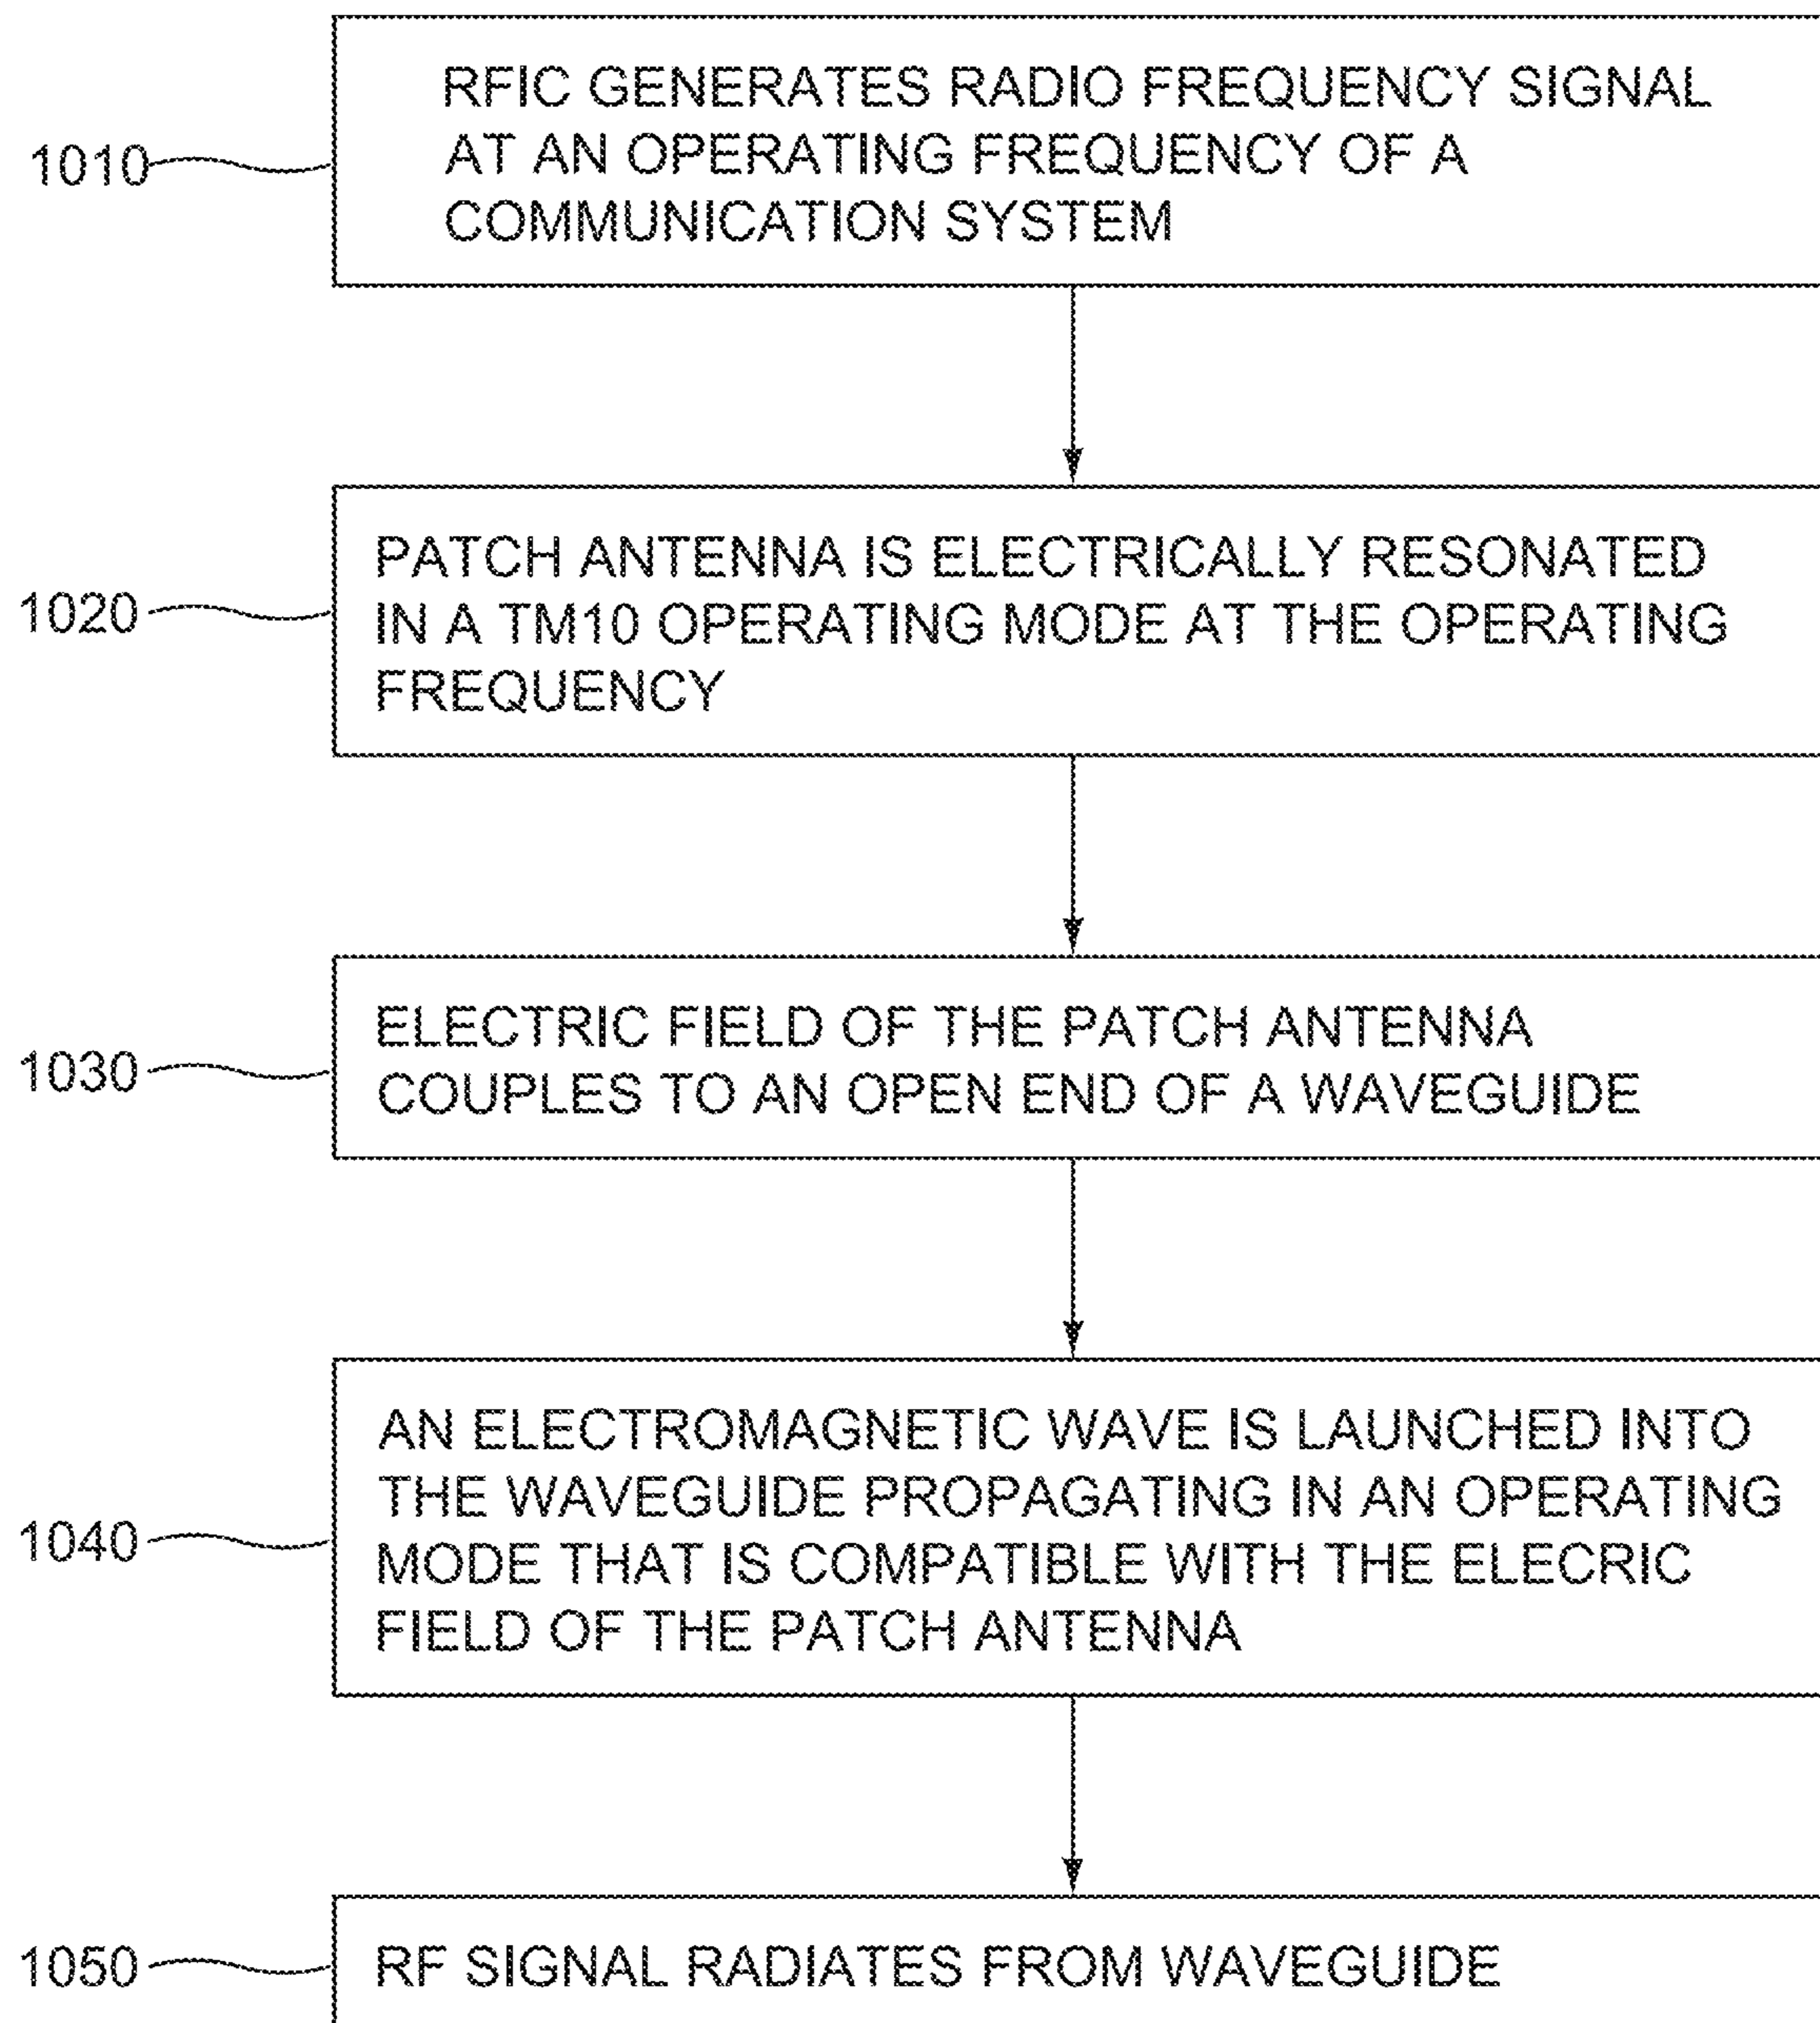 RFIC GENERATES RADIO FREQUENCY SIGNAL
1010 AT AN OPERATING FREQUENCY OF A
COMMUNICATION SYSTEM
PATCH ANTENNA IS ELECTRICALLY RESONATED
1020 IN A TM10 OPERATING MODE AT THE OPERATING
FREQUENCY
ELECTRIC FIELD OF THE PATCH ANTENNA
1030 COUPLES TO AN OPEN END OF A WAVEGUIDE
AN ELECTROMAGNETIC WAVE IS LAUNCHED INTO
THE WAVEGUIDE PROPAGATING IN AN OPERATING
1040 MODE THAT IS COMPATIBLE WITH THE ELECRIC
FIELD OF THE PATCH ANTENNA
1050 RF SIGNAL RADIATES FROM WAVEGUIDE